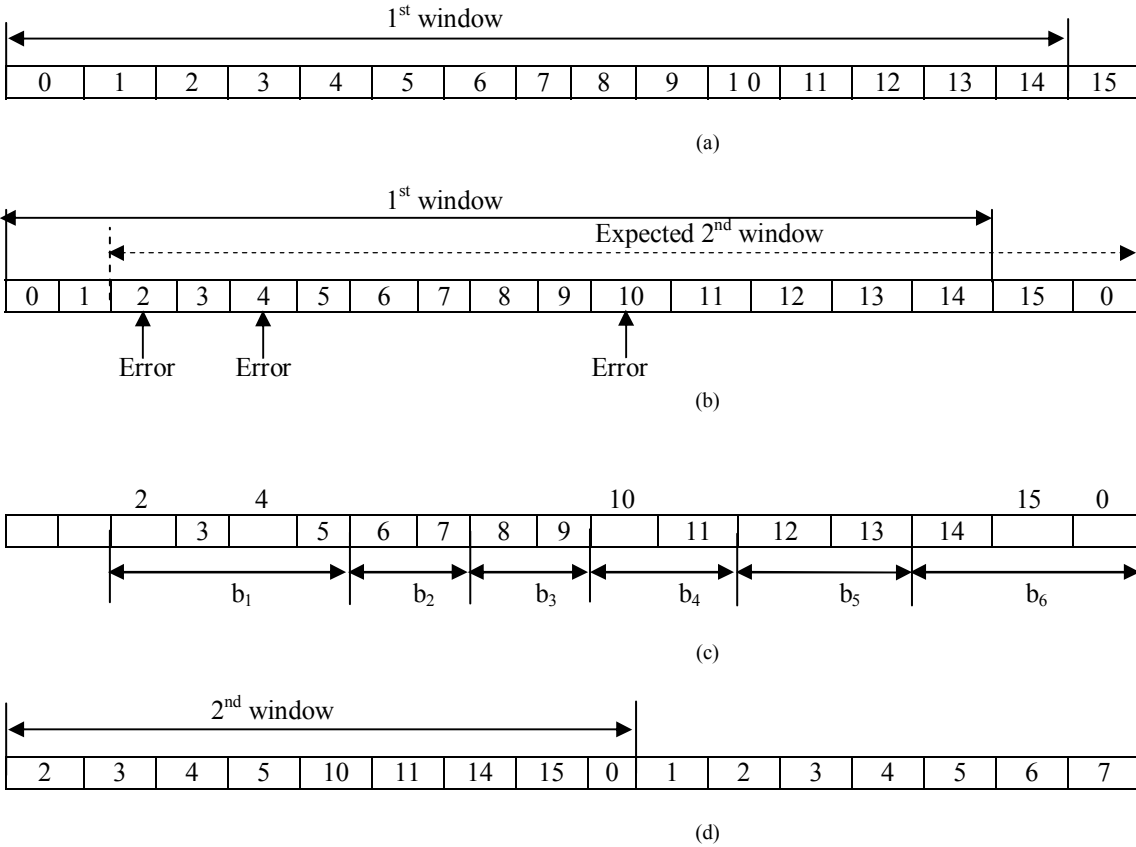 1st window
0 1 2 3 4 5 6 7 8 9 1 0 11 12 13 14 15
(a)
1st window
Expected 2nd window
0 1 2 3 4 5 6 7 8 9 10 11 12 13 14 15 0
Error Error Error
(b)
2 4 10 15 0
3 5 6 7 8 9 11 12 13 14
b1 b2 b3 b4 b5 b6
(c)
2nd window
2 3 4 5 10 11 14 15 0 1 2 3 4 5 6 7
(d)